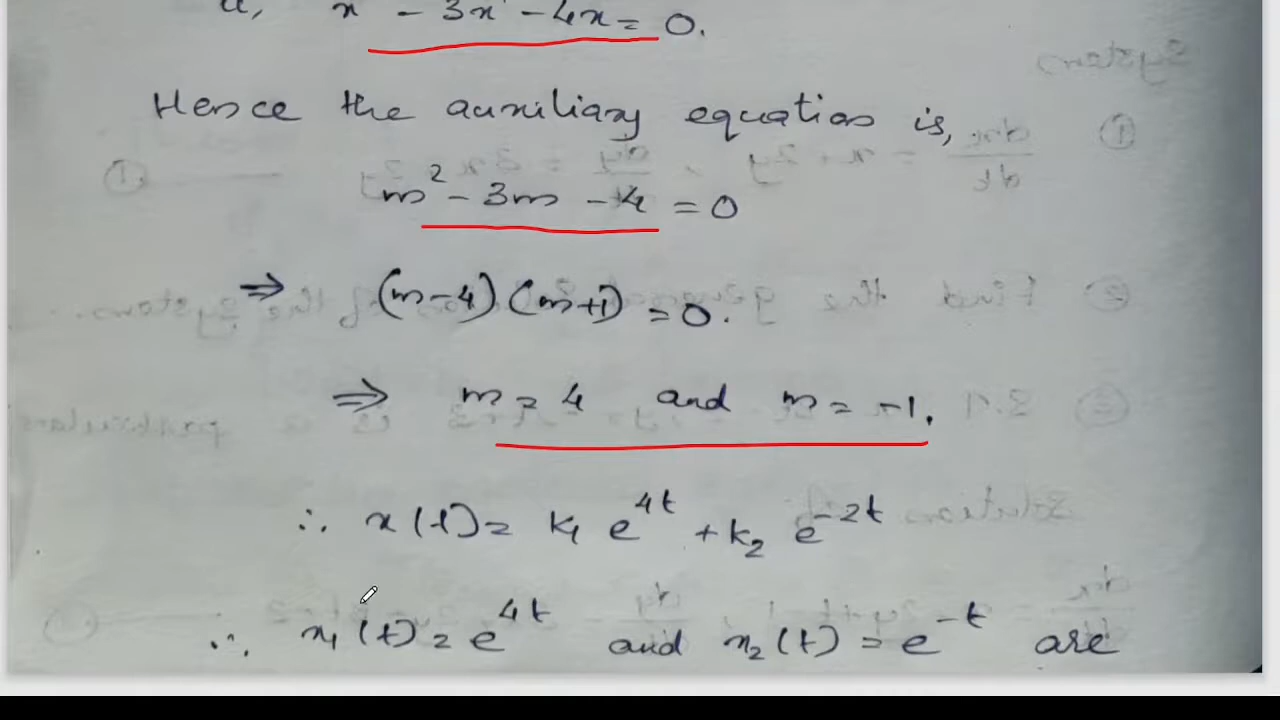 x'' - 3x' - 4x = 0.
Hence the auxiliary equation is,
m² - 3m - 4 = 0
⇒ (m-4) (m+1) = 0.
⇒ m = 4 and m = -1.
∴ x(t) = k₁ e^{4t} + k₂ e^{-2t}
∴ x₁(t) = e^{4t} and x₂(t) = e^{-t} are